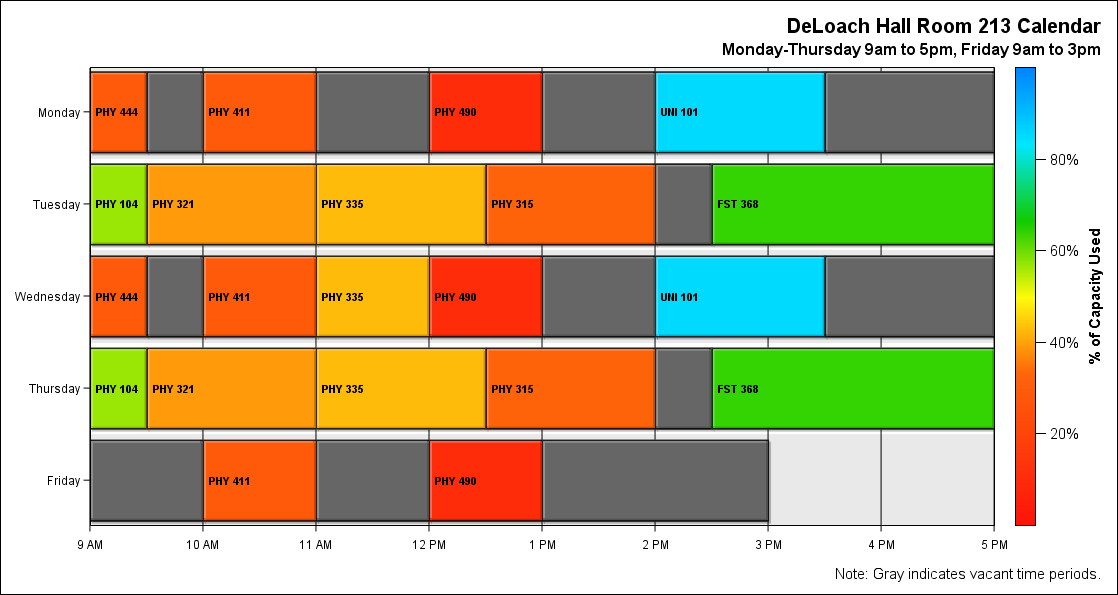 DeLoach Hall Room 213 Calendar
Monday-Thursday 9am to 5pm, Friday 9am to 3pm
Monday
PHY 444
PHY 411
PHY 490
UNI 101
Tuesday
PHY 104
PHY 321
PHY 335
PHY 315
FST 368
Wednesday
PHY 444
PHY 411
PHY 335
PHY 490
UNI 101
Thursday
PHY 104
PHY 321
PHY 335
PHY 315
FST 368
Friday
PHY 411
PHY 490
9 AM
10 AM
11 AM
12 PM
1 PM
2 PM
3 PM
4 PM
5 PM
80%
60%
40%
20%
% of Capacity Used
Note: Gray indicates vacant time periods.